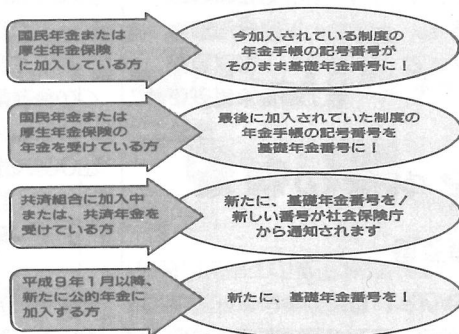 国民年金または
厚生年金保険
に加入している方
今加入されている制度の
年金手帳の記号番号が
そのまま基礎年金番号に!
国民年金または
厚生年金保険の
年金を受けている方
最後に加入されていた制度の
年金手帳の記号番号を
基礎年金番号に!
共済組合に加入中
または、共済年金を
受けている方
新たに、基礎年金番号を!
新しい番号が社会保険庁
から通知されます
平成9年1月以降、
新たに公的年金に
加入する方
新たに、基礎年金番号を!